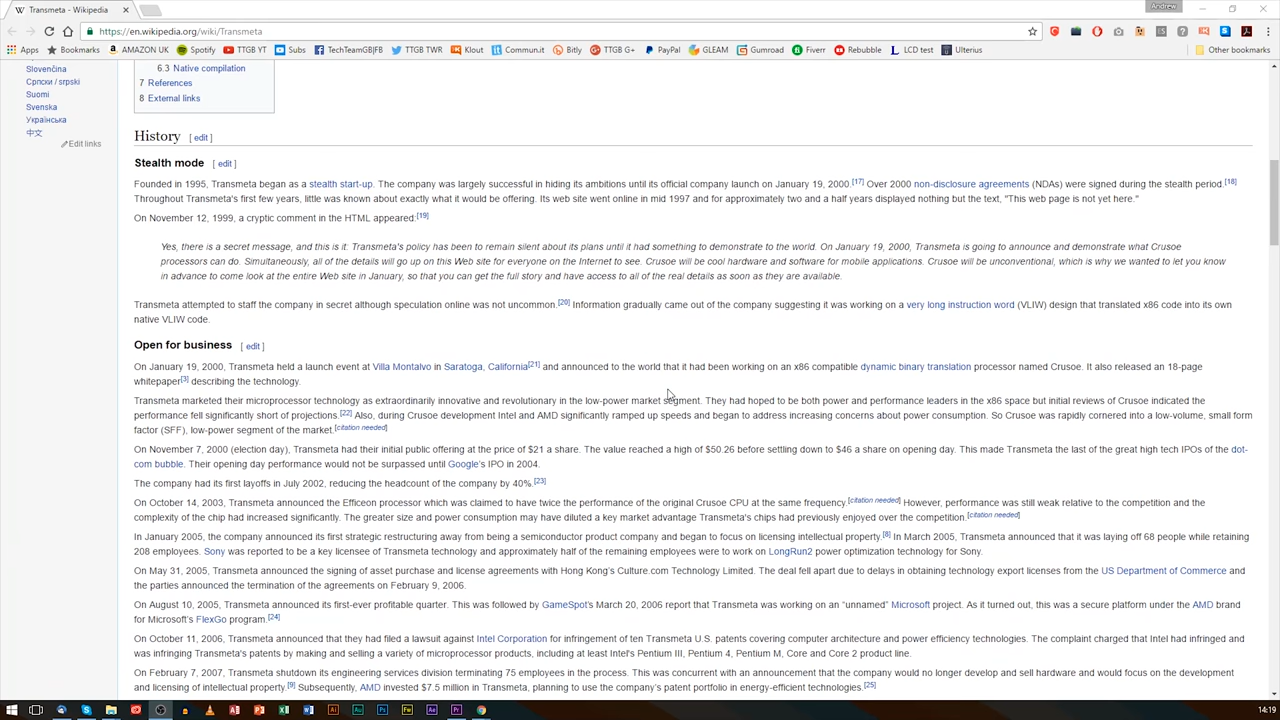 Transmeta - Wikipedia
Andrew
https://en.wikipedia.org/wiki/Transmeta
Apps Bookmarks AMAZON UK Spotify TTGB YT Subs TechTeamGB|FB TTGB TWR Klout Commun.it Bitly TTGB G+ PayPal GLEAM Gumroad Fiverr Rebubble LCD test Ulterius Other bookmarks
Slovenčina
Српски / srpski
Suomi
Svenska
Українська
中文
Edit links
6.3 Native compilation
7 References
8 External links
History [ edit ]
Stealth mode [ edit ]
Founded in 1995, Transmeta began as a stealth start-up. The company was largely successful in hiding its ambitions until its official company launch on January 19, 2000.[17] Over 2000 non-disclosure agreements (NDAs) were signed during the stealth period.[18]
Throughout Transmeta's first few years, little was known about exactly what it would be offering. Its web site went online in mid 1997 and for approximately two and a half years displayed nothing but the text, "This web page is not yet here."
On November 12, 1999, a cryptic comment in the HTML appeared:[19]
Yes, there is a secret message, and this is it: Transmeta's policy has been to remain silent about its plans until it had something to demonstrate to the world. On January 19, 2000, Transmeta is going to announce and demonstrate what Crusoe
processors can do. Simultaneously, all of the details will go up on this Web site for everyone on the Internet to see. Crusoe will be cool hardware and software for mobile applications. Crusoe will be unconventional, which is why we wanted to let you know
in advance to come look at the entire Web site in January, so that you can get the full story and have access to all of the real details as soon as they are available.
Transmeta attempted to staff the company in secret although speculation online was not uncommon.[20] Information gradually came out of the company suggesting it was working on a very long instruction word (VLIW) design that translated x86 code into its own
native VLIW code.
Open for business [ edit ]
On January 19, 2000, Transmeta held a launch event at Villa Montalvo in Saratoga, California[21] and announced to the world that it had been working on an x86 compatible dynamic binary translation processor named Crusoe. It also released an 18-page
whitepaper[3] describing the technology.
Transmeta marketed their microprocessor technology as extraordinarily innovative and revolutionary in the low-power market segment. They had hoped to be both power and performance leaders in the x86 space but initial reviews of Crusoe indicated the
performance fell significantly short of projections.[22] Also, during Crusoe development Intel and AMD significantly ramped up speeds and began to address increasing concerns about power consumption. So Crusoe was rapidly cornered into a low-volume, small form
factor (SFF), low-power segment of the market.[citation needed]
On November 7, 2000 (election day), Transmeta had their initial public offering at the price of $21 a share. The value reached a high of $50.26 before settling down to $46 a share on opening day. This made Transmeta the last of the great high tech IPOs of the dot-
com bubble. Their opening day performance would not be surpassed until Google's IPO in 2004.
The company had its first layoffs in July 2002, reducing the headcount of the company by 40%.[23]
On October 14, 2003, Transmeta announced the Efficeon processor which was claimed to have twice the performance of the original Crusoe CPU at the same frequency.[citation needed] However, performance was still weak relative to the competition and the
complexity of the chip had increased significantly. The greater size and power consumption may have diluted a key market advantage Transmeta's chips had previously enjoyed over the competition.[citation needed]
In January 2005, the company announced its first strategic restructuring away from being a semiconductor product company and began to focus on licensing intellectual property.[8] In March 2005, Transmeta announced that it was laying off 68 people while retaining
208 employees. Sony was reported to be a key licensee of Transmeta technology and approximately half of the remaining employees were to work on LongRun2 power optimization technology for Sony.
On May 31, 2005, Transmeta announced the signing of asset purchase and license agreements with Hong Kong's Culture.com Technology Limited. The deal fell apart due to delays in obtaining technology export licenses from the US Department of Commerce and
the parties announced the termination of the agreements on February 9, 2006.
On August 10, 2005, Transmeta announced its first-ever profitable quarter. This was followed by GameSpot's March 20, 2006 report that Transmeta was working on an "unnamed" Microsoft project. As it turned out, this was a secure platform under the AMD brand
for Microsoft's FlexGo program.[24]
On October 11, 2006, Transmeta announced that they had filed a lawsuit against Intel Corporation for infringement of ten Transmeta U.S. patents covering computer architecture and power efficiency technologies. The complaint charged that Intel had infringed and
was infringing Transmeta's patents by making and selling a variety of microprocessor products, including at least Intel's Pentium III, Pentium 4, Pentium M, Core and Core 2 product line.
On February 7, 2007, Transmeta shutdown its engineering services division terminating 75 employees in the process. This was concurrent with an announcement that the company would no longer develop and sell hardware and would focus on the development
and licensing of intellectual property.[9] Subsequently, AMD invested $7.5 million in Transmeta, planning to use the company's patent portfolio in energy-efficient technologies.[25]
14:19